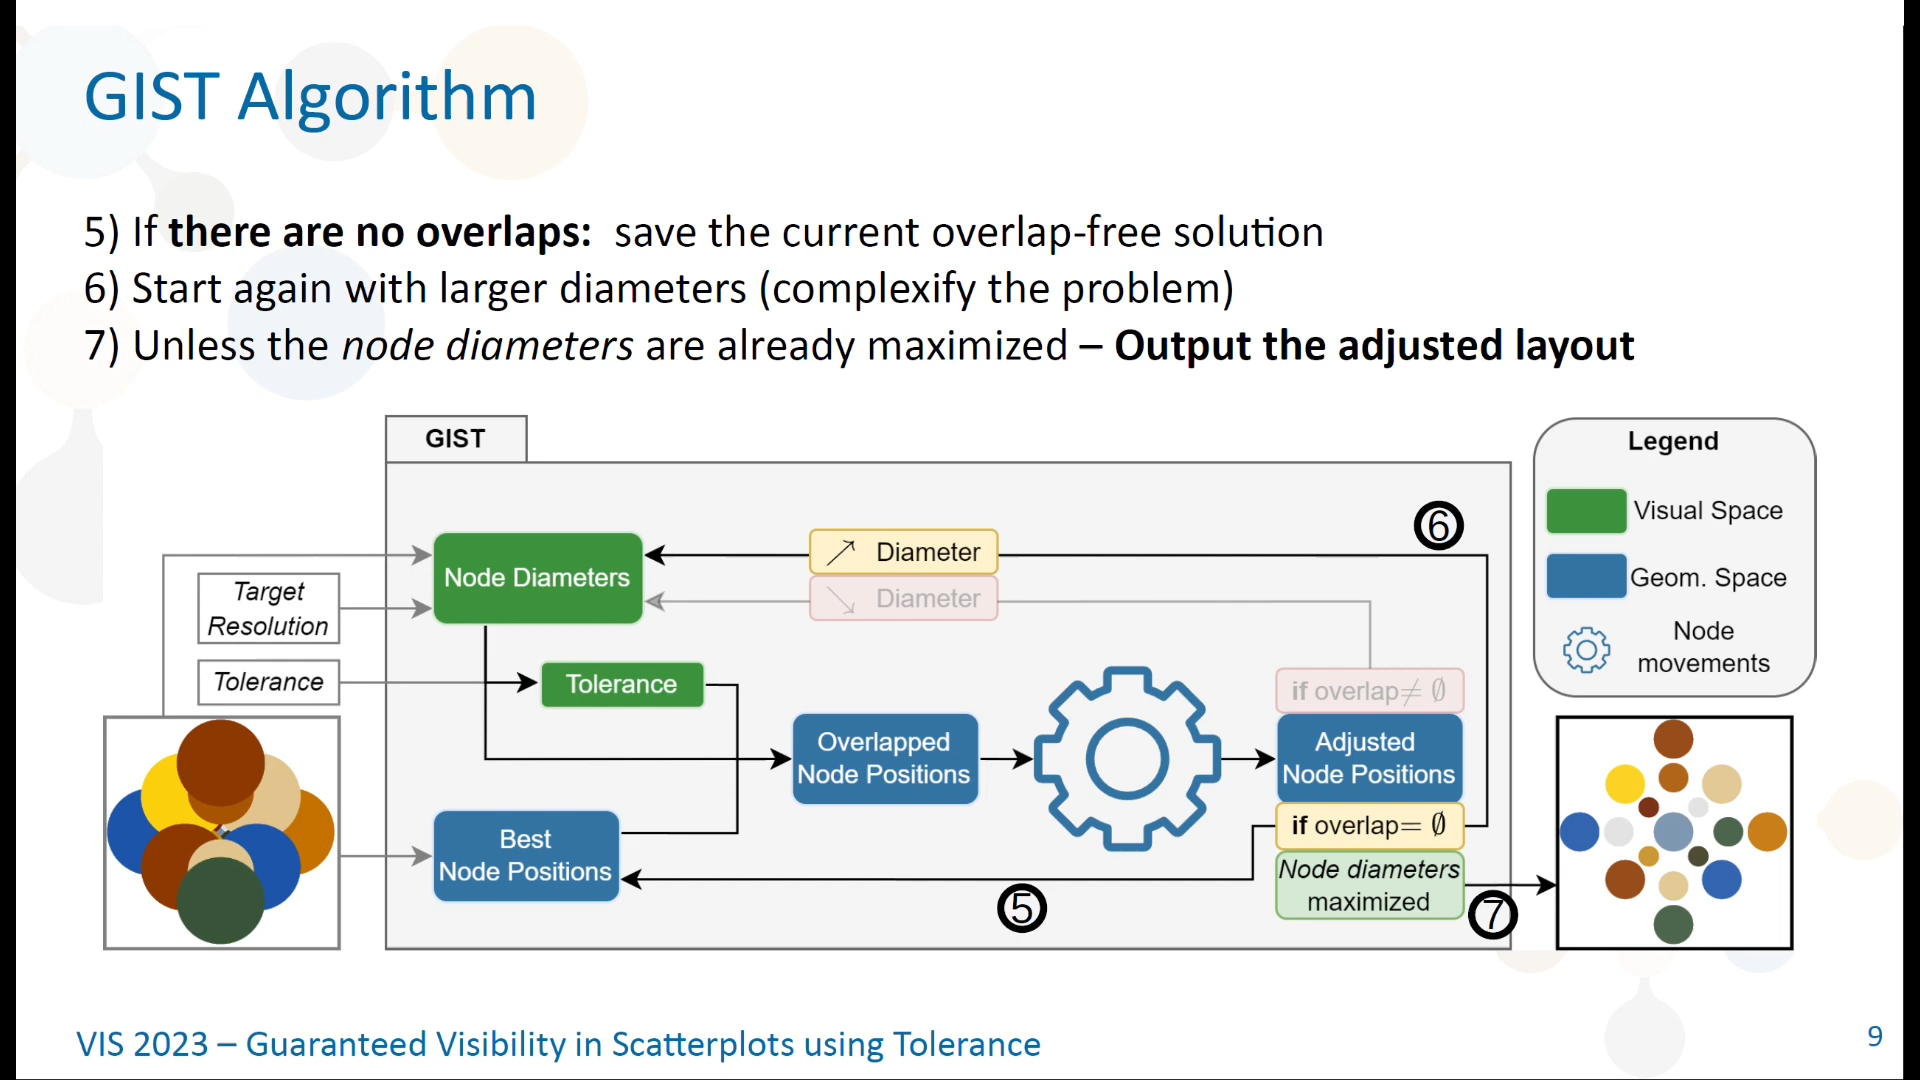 GIST Algorithm
5) If there are no overlaps: save the current overlap-free solution
6) Start again with larger diameters (complexify the problem)
7) Unless the node diameters are already maximized – Output the adjusted layout
GIST
Legend
Visual Space
Geom. Space
Node
movements
6
↗ Diameter
↘ Diameter
Node Diameters
Target
Resolution
Tolerance
Tolerance
if overlap≠ ∅
Overlapped
Node Positions
Adjusted
Node Positions
if overlap= ∅
Best
Node Positions
Node diameters
maximized
5
7
VIS 2023 – Guaranteed Visibility in Scatterplots using Tolerance
9